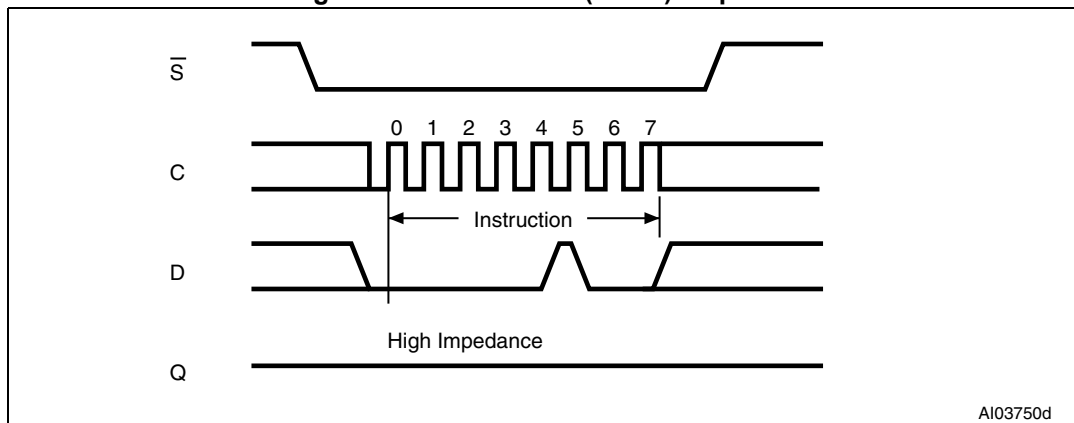 S̅
C
0 1 2 3 4 5 6 7
Instruction
D
High Impedance
Q
AI03750d